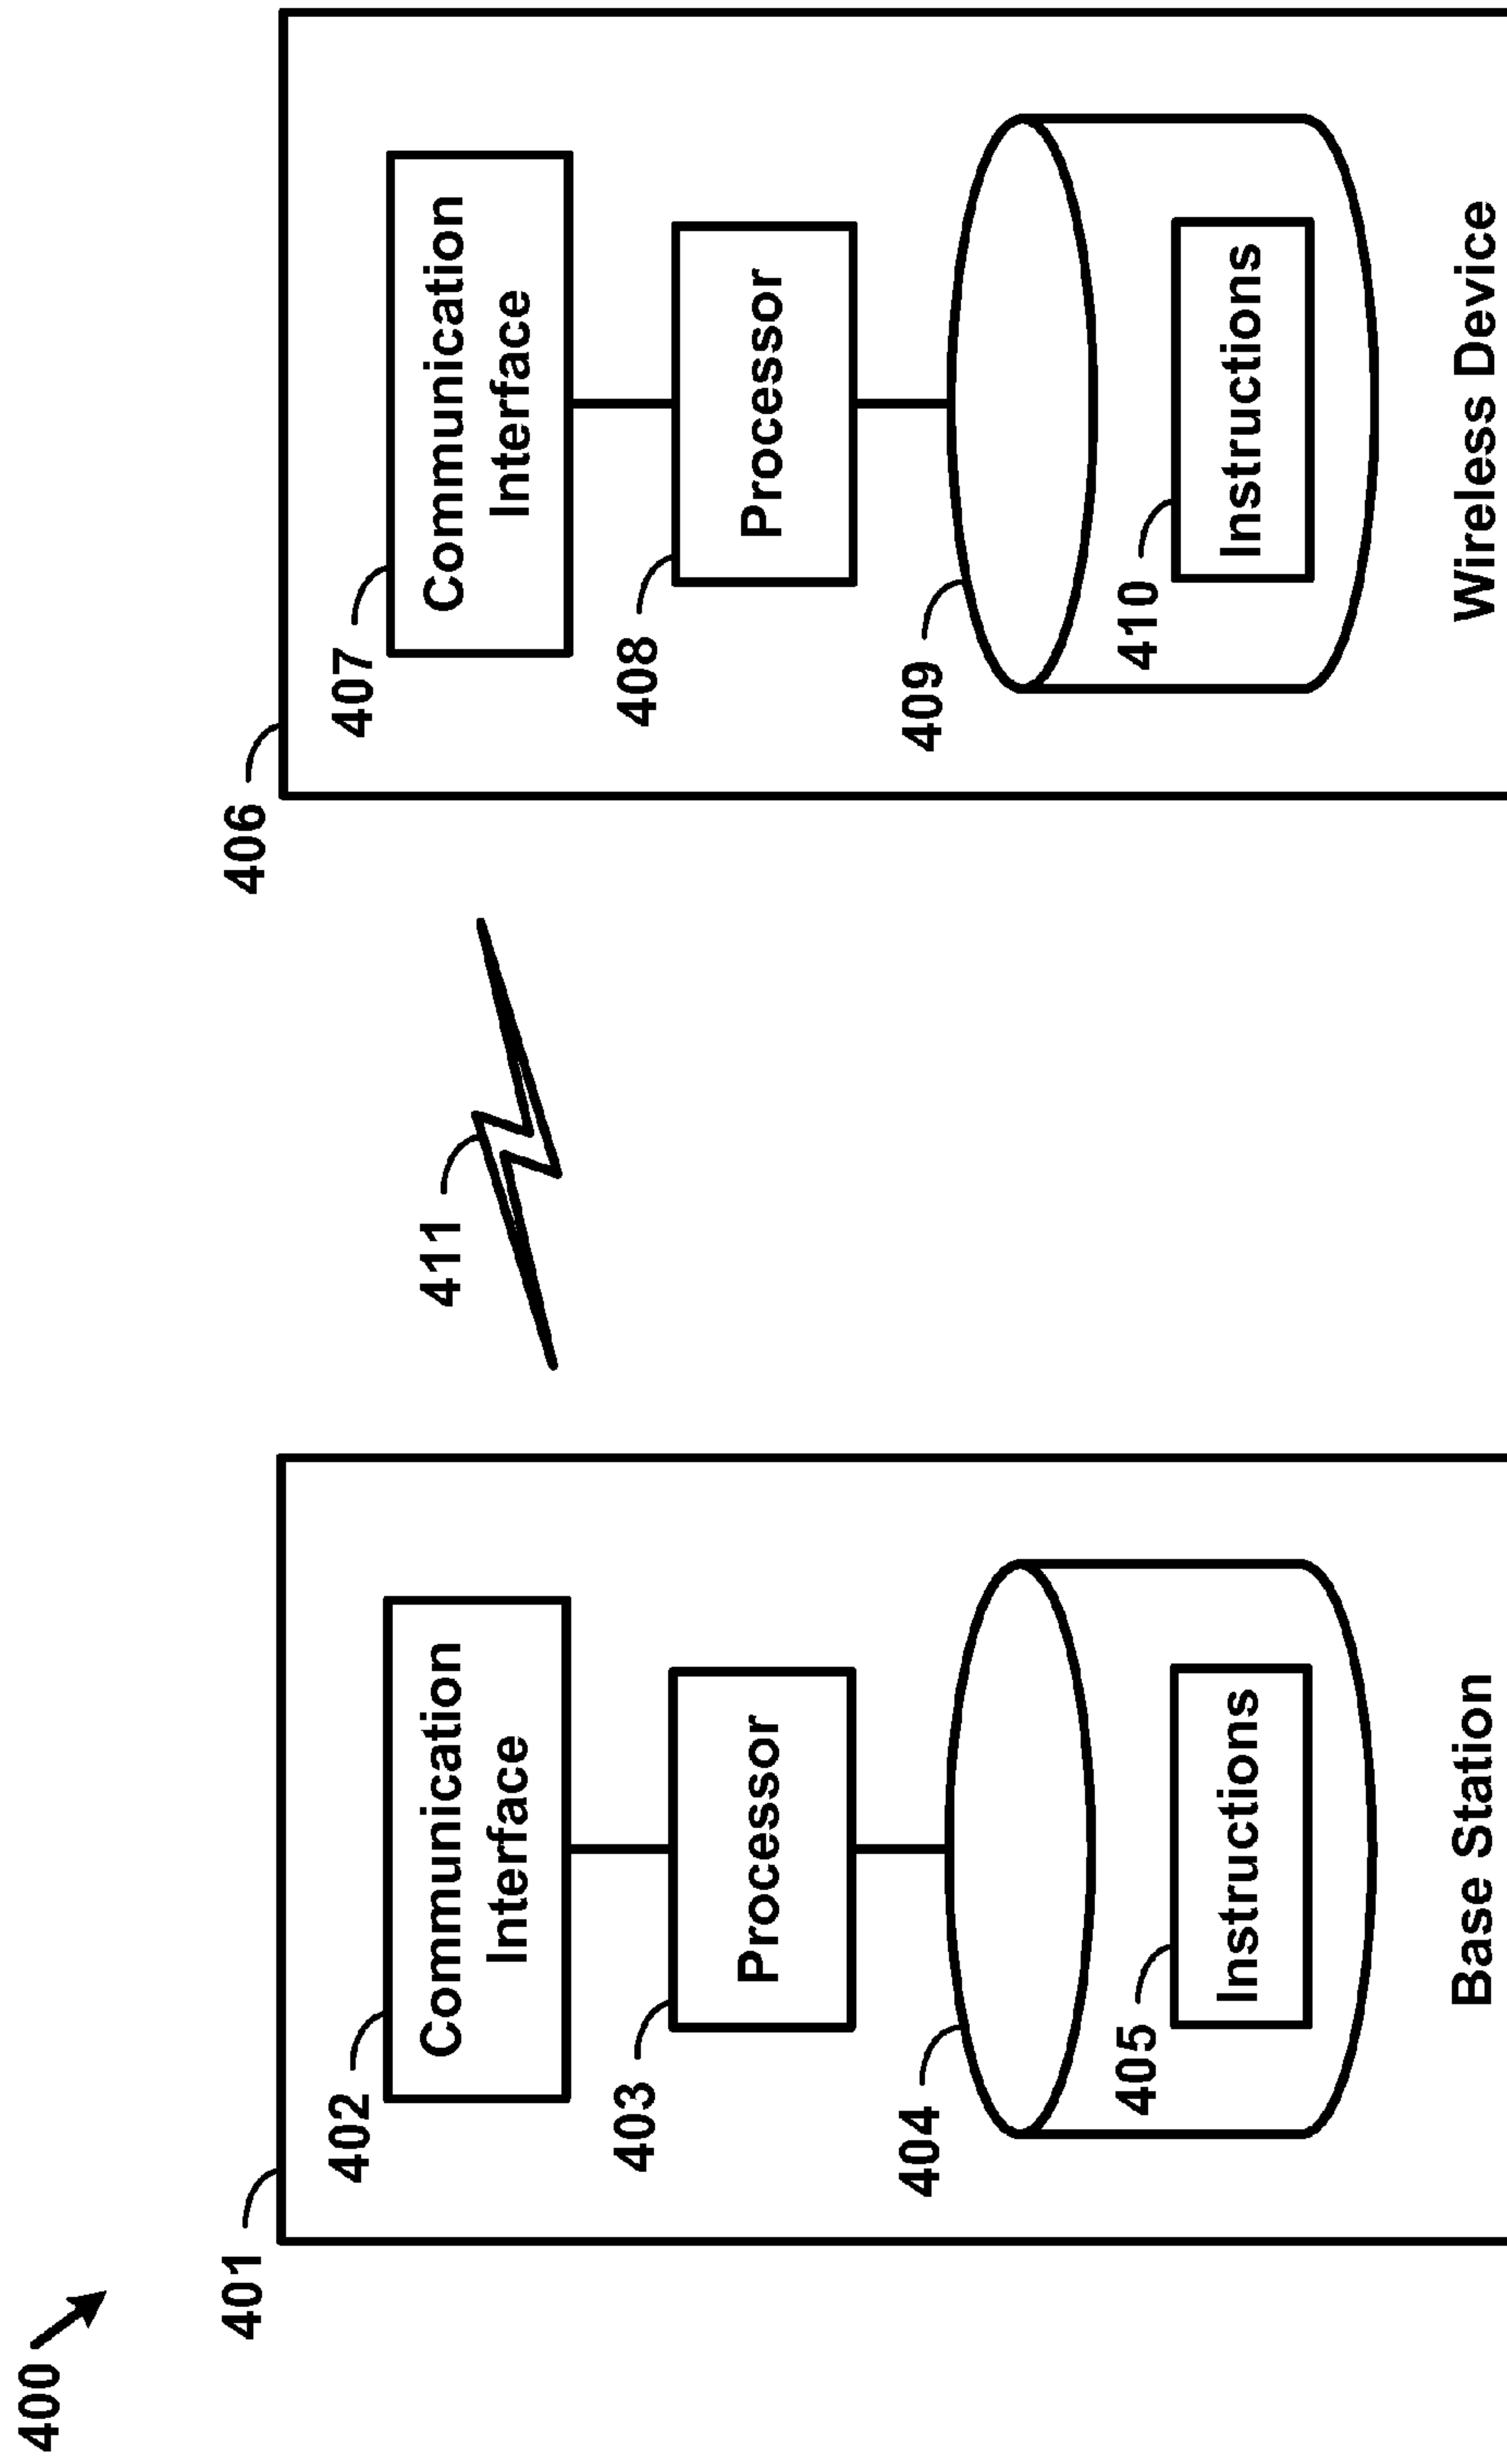 400
401
402
Communication
Interface
403
Processor
404
405
Instructions
Base Station
411
406
407
Communication
Interface
408
Processor
409
410
Instructions
Wireless Device